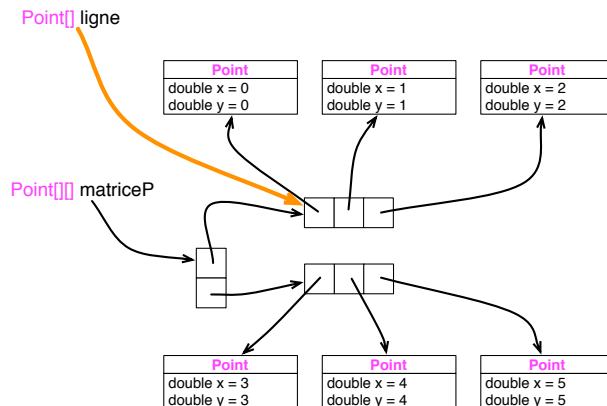 Point[] ligne
Point
double x = 0
double y = 0
Point
double x = 1
double y = 1
Point
double x = 2
double y = 2
Point[][] matriceP
Point
double x = 3
double y = 3
Point
double x = 4
double y = 4
Point
double x = 5
double y = 5